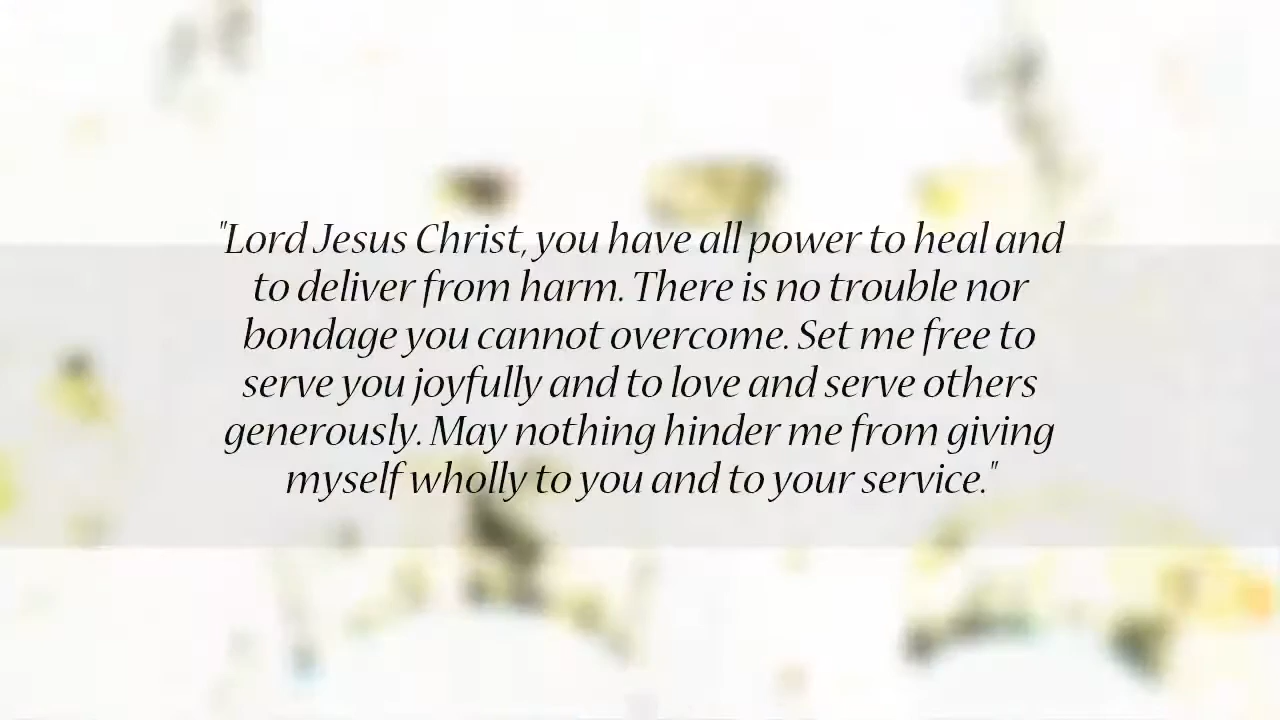 "Lord Jesus Christ, you have all power to heal and
to deliver from harm. There is no trouble nor
bondage you cannot overcome. Set me free to
serve you joyfully and to love and serve others
generously. May nothing hinder me from giving
myself wholly to you and to your service."